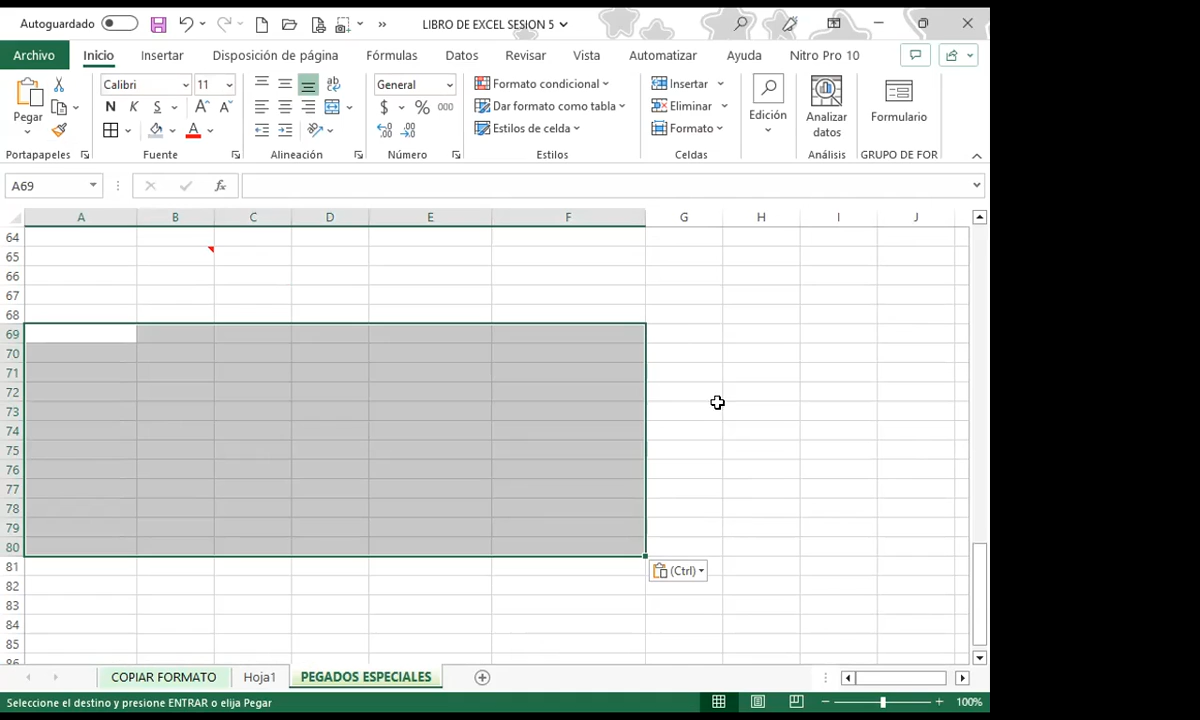 Autoguardado
LIBRO DE EXCEL SESION 5
Archivo Inicio Insertar Disposición de página Fórmulas Datos Revisar Vista Automatizar Ayuda Nitro Pro 10
Pegar
Portapapeles
Calibri 11
N K S A A
A
Fuente
ab
Alineación
General
$ % 000
Número
Formato condicional
Dar formato como tabla
Estilos de celda
Estilos
Insertar
Eliminar
Formato
Celdas
Edición
Analizar
datos
Análisis
Formulario
GRUPO DE FOR
A69 fx
A B C D E F G H I J
64
65
66
67
68
69
70
71
72
73
74
75
76
77
78
79
80
(Ctrl)
81
82
83
84
85
86
COPIAR FORMATO Hoja1 PEGADOS ESPECIALES
Seleccione el destino y presione ENTRAR o elija Pegar 100%